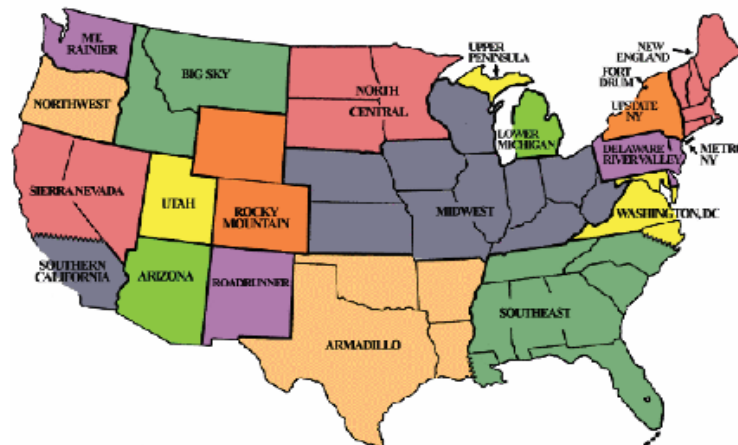 MT.
RAINIER
NORTHWEST
BIG SKY
NORTH
CENTRAL
UPPER
PENINSULA
NEW
ENGLAND
FORT
DRUM
UPSTATE
NY
METRO
NY
DELAWARE
RIVER VALLEY
LOWER
MICHIGAN
SIERRA NEVADA
UTAH
ROCKY
MOUNTAIN
MIDWEST
WASHINGTON, DC
SOUTHERN
CALIFORNIA
ARIZONA
ROADRUNNER
ARMADILLO
SOUTHEAST